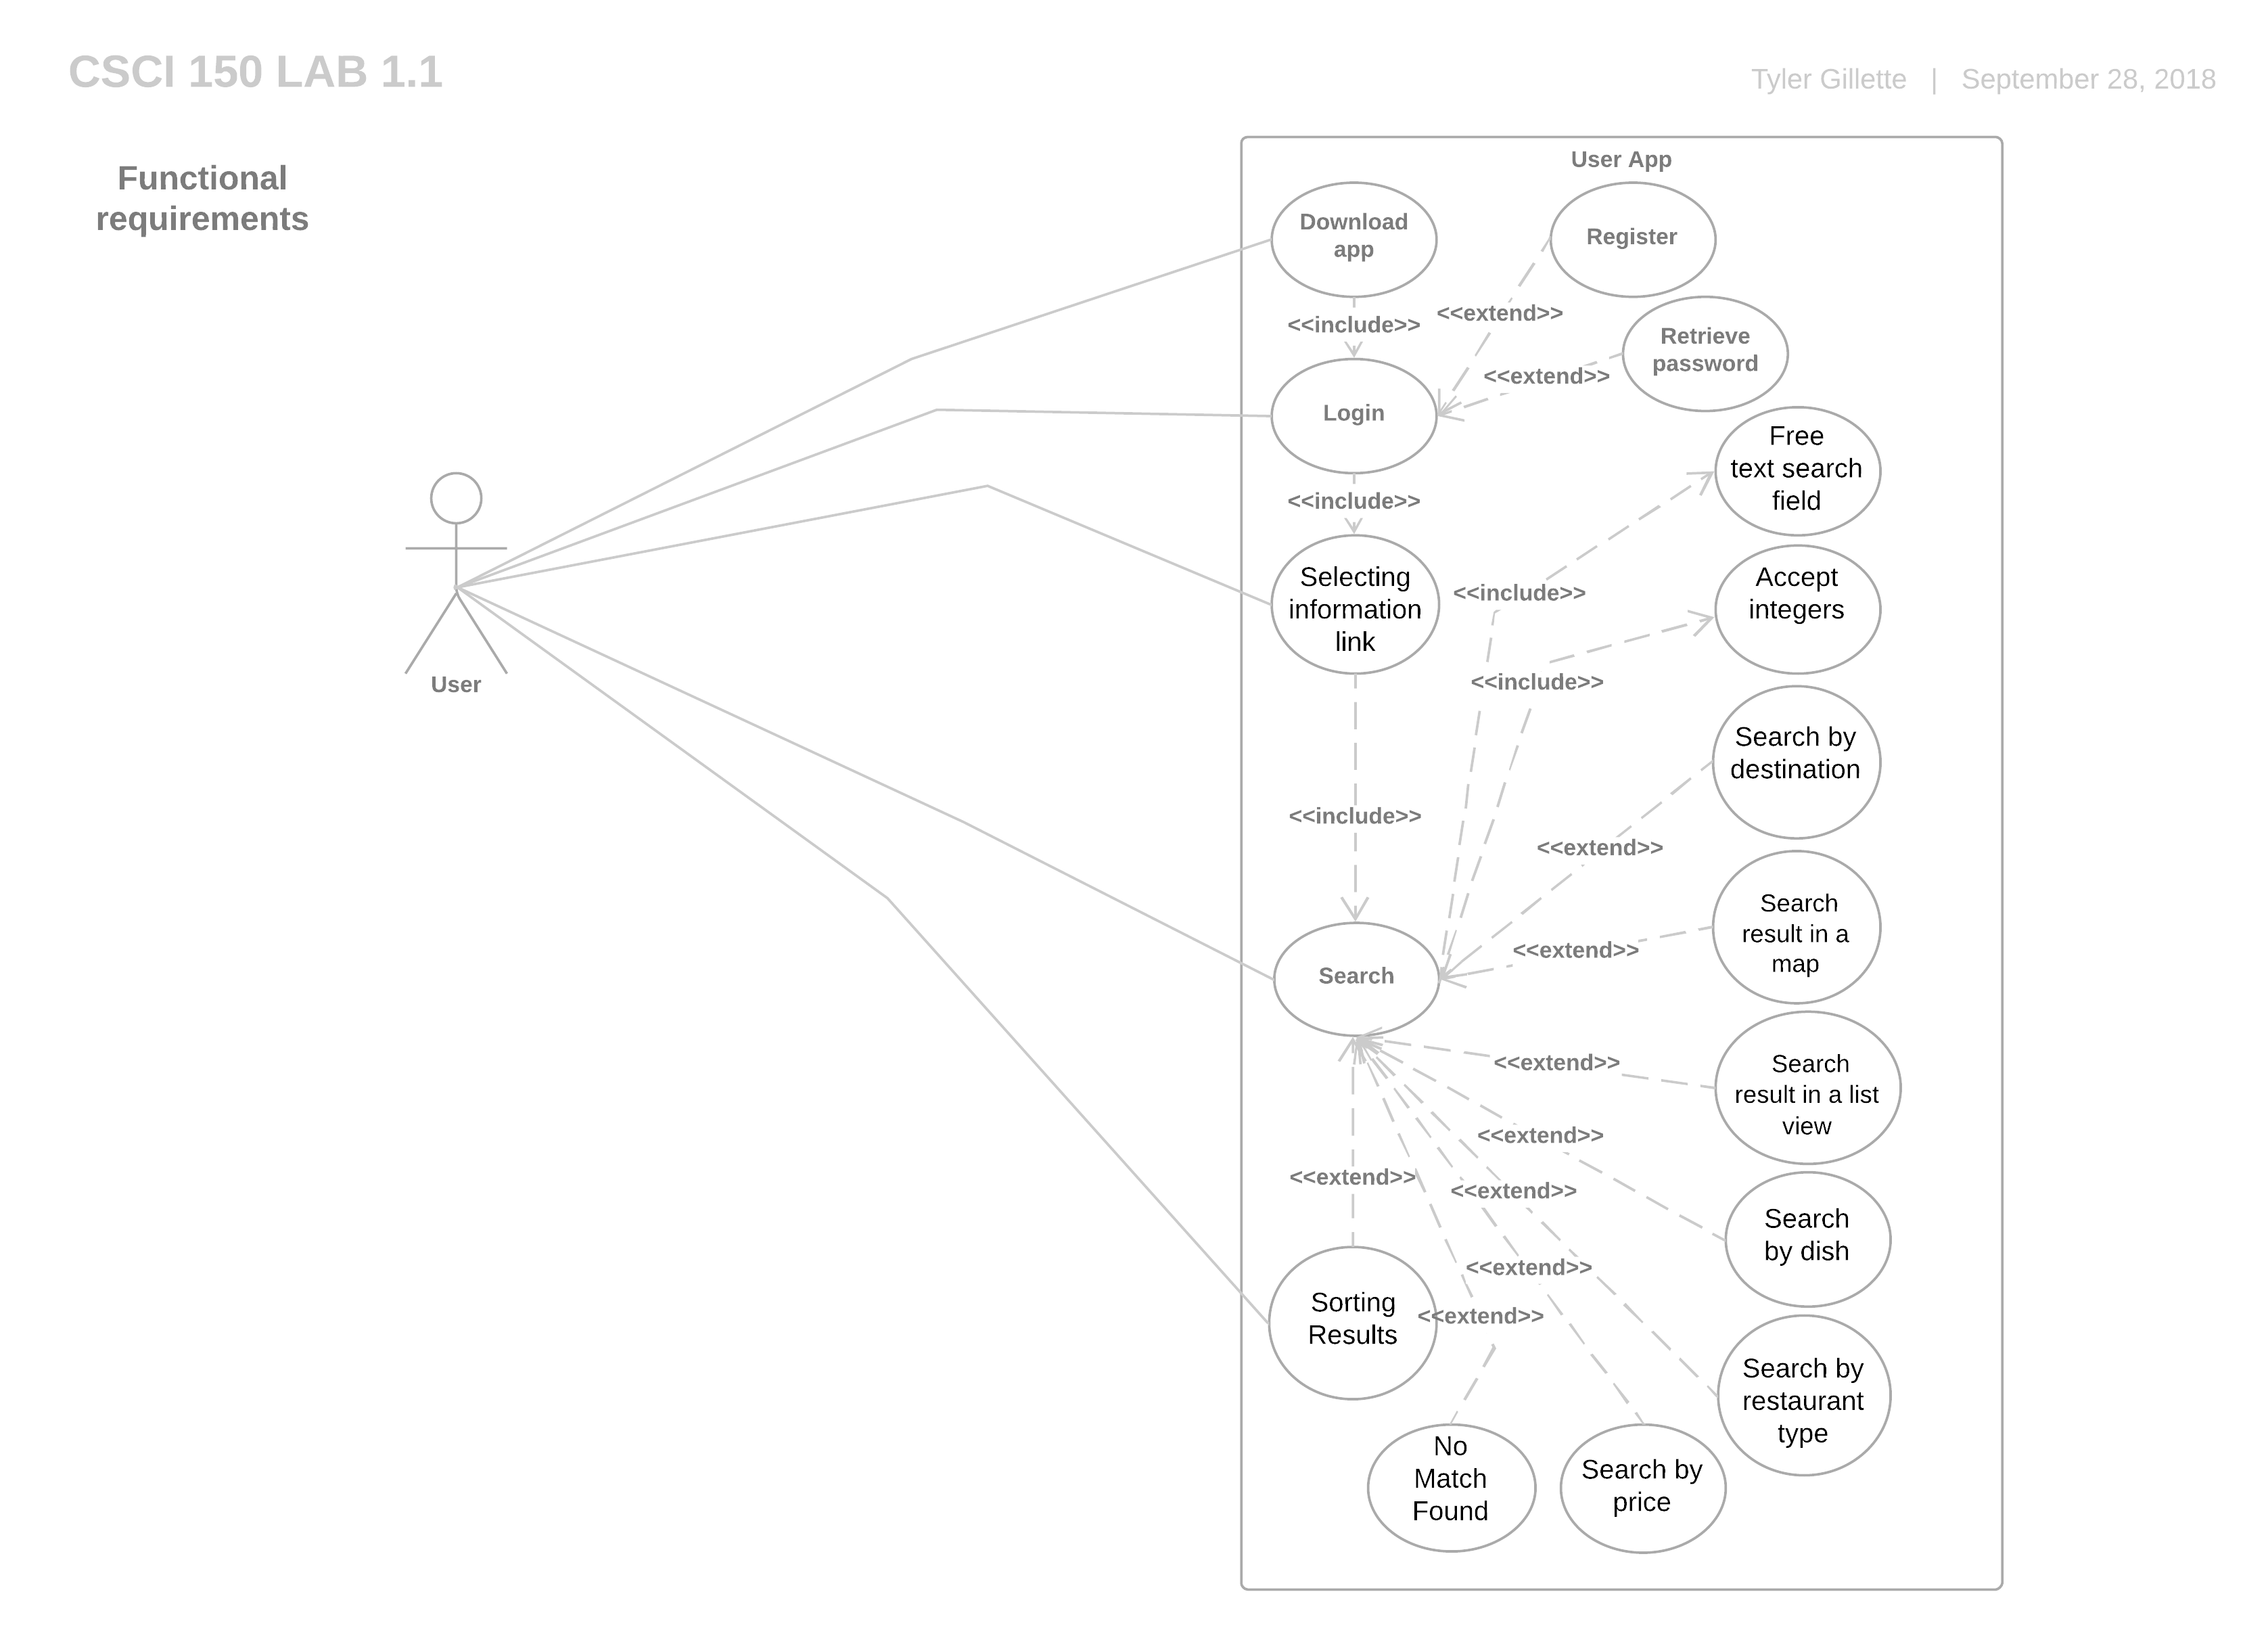 CSCI 150 LAB 1.1
Tyler Gillette | September 28, 2018
Functional
requirements
User App
Download
app
Register
<<include>>
<<extend>>
Retrieve
password
<<extend>>
Login
Free
text search
field
<<include>>
Selecting
information
link
<<include>>
Accept
integers
User
<<include>>
Search by
destination
<<include>>
<<extend>>
Search
result in a
map
<<extend>>
Search
<<extend>>
Search
result in a list
view
<<extend>>
<<extend>>
<<extend>>
Search
by dish
<<extend>>
Sorting
Results
<<extend>>
Search by
restaurant
type
No
Match
Found
Search by
price